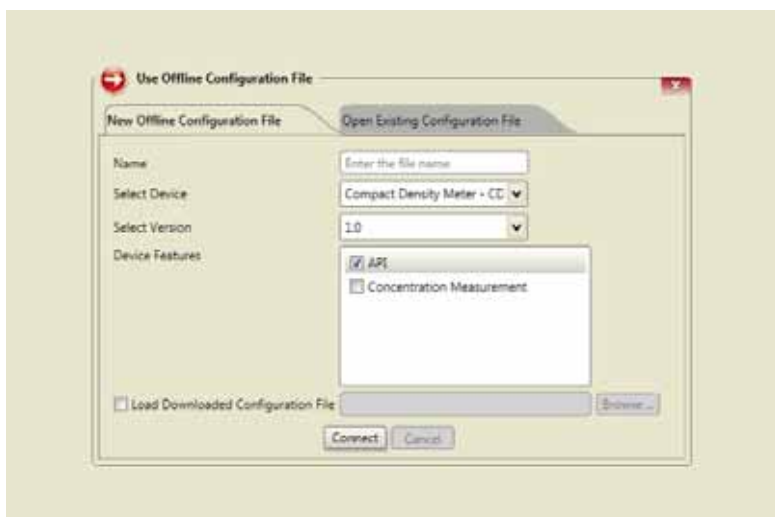 Use Offline Configuration File
New Offline Configuration File
Open Existing Configuration File
Name
Enter the file name
Select Device
Compact Density Meter - CD
Select Version
1.0
Device Features
API
Concentration Measurement
Load Downloaded Configuration File
Browse ...
Connect
Cancel